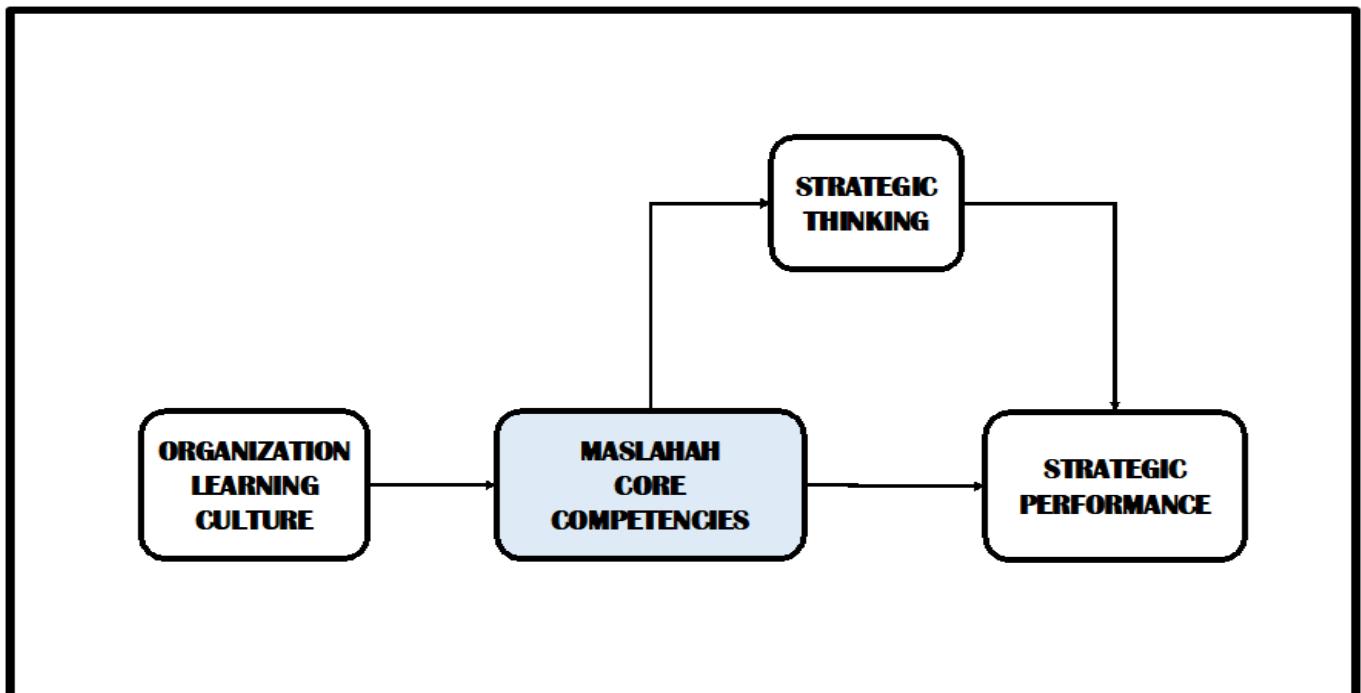 STRATEGIC
THINKING
ORGANIZATION
LEARNING
CULTURE
MASLAHAH
CORE
COMPETENCIES
STRATEGIC
PERFORMANCE